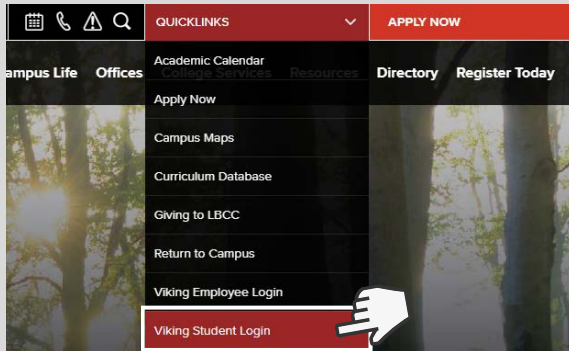 QUICKLINKS
APPLY NOW
ampus Life Offices College Services Resources Directory Register Today
Academic Calendar
Apply Now
Campus Maps
Curriculum Database
Giving to LBCC
Return to Campus
Viking Employee Login
Viking Student Login